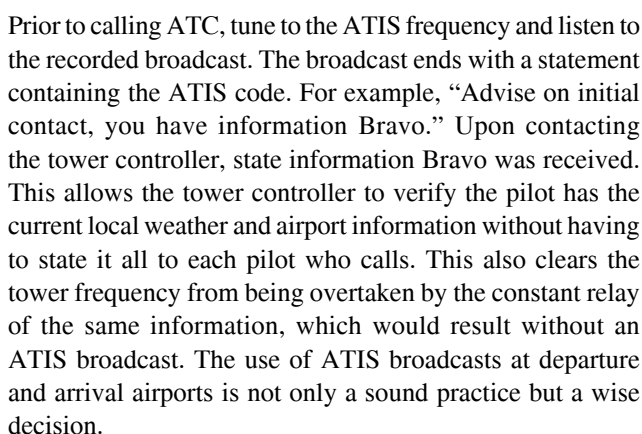 Prior to calling ATC, tune to the ATIS frequency and listen to
the recorded broadcast. The broadcast ends with a statement
containing the ATIS code. For example, “Advise on initial
contact, you have information Bravo.” Upon contacting
the tower controller, state information Bravo was received.
This allows the tower controller to verify the pilot has the
current local weather and airport information without having
to state it all to each pilot who calls. This also clears the
tower frequency from being overtaken by the constant relay
of the same information, which would result without an
ATIS broadcast. The use of ATIS broadcasts at departure
and arrival airports is not only a sound practice but a wise
decision.